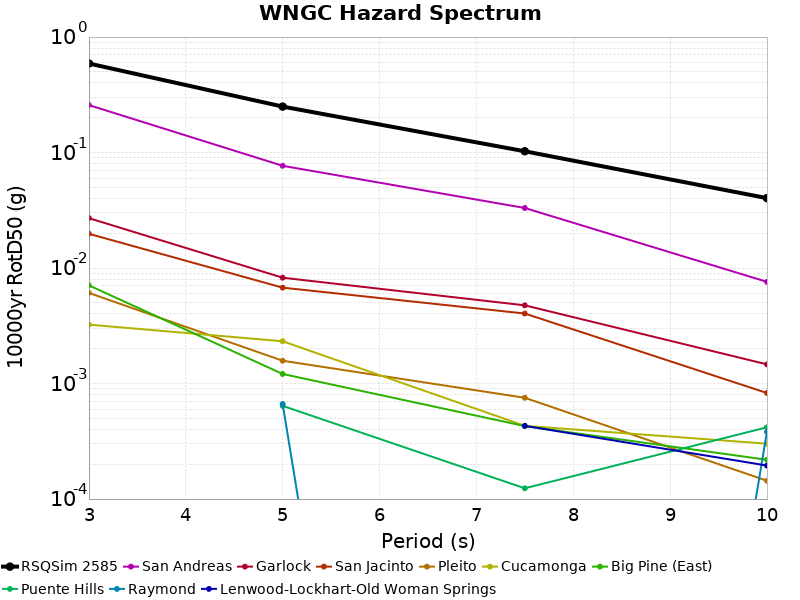 WNGC Hazard Spectrum
10000yr RotD50 (g)
10^0
10^-1
10^-2
10^-3
10^-4
3 4 5 6 7 8 9 10
Period (s)
RSQSim 2585 San Andreas Garlock San Jacinto Pleito Cucamonga Big Pine (East)
Puente Hills Raymond Lenwood-Lockhart-Old Woman Springs